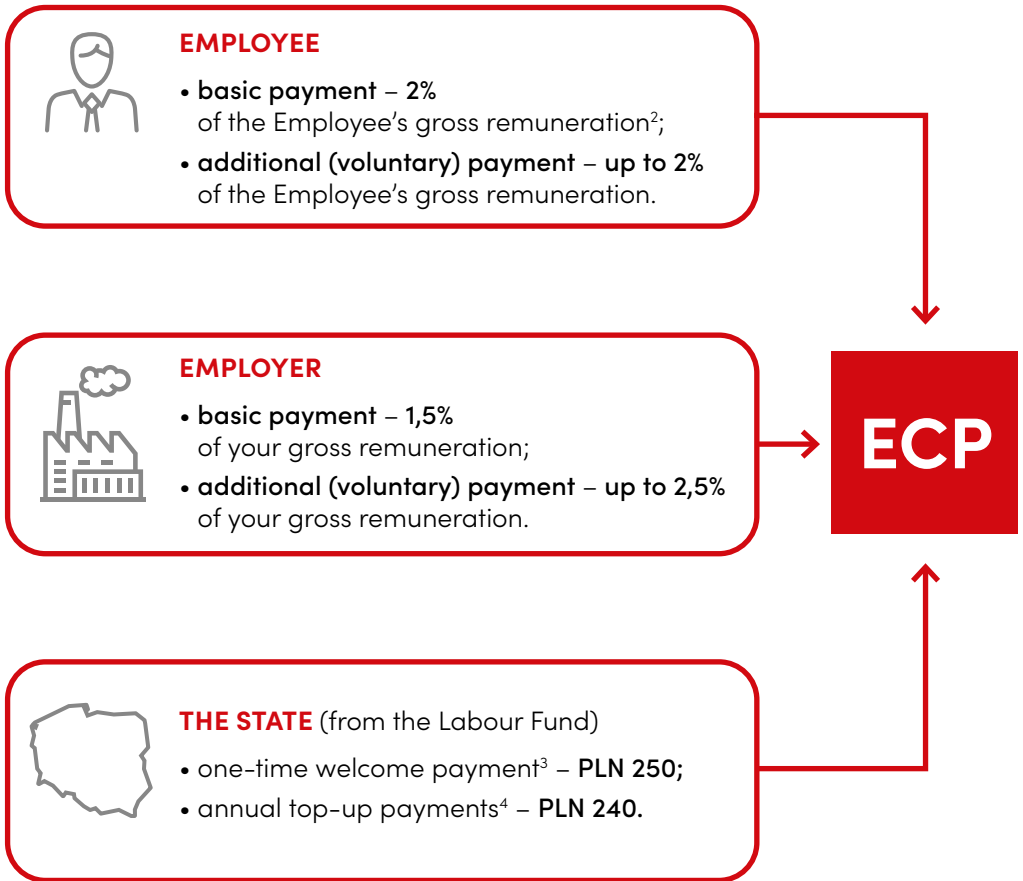 EMPLOYEE
• basic payment – 2%
of the Employee's gross remuneration²;
• additional (voluntary) payment – up to 2%
of the Employee's gross remuneration.
EMPLOYER
• basic payment – 1,5%
of your gross remuneration;
• additional (voluntary) payment – up to 2,5%
of your gross remuneration.
ECP
THE STATE (from the Labour Fund)
• one-time welcome payment³ – PLN 250;
• annual top-up payments⁴ – PLN 240.